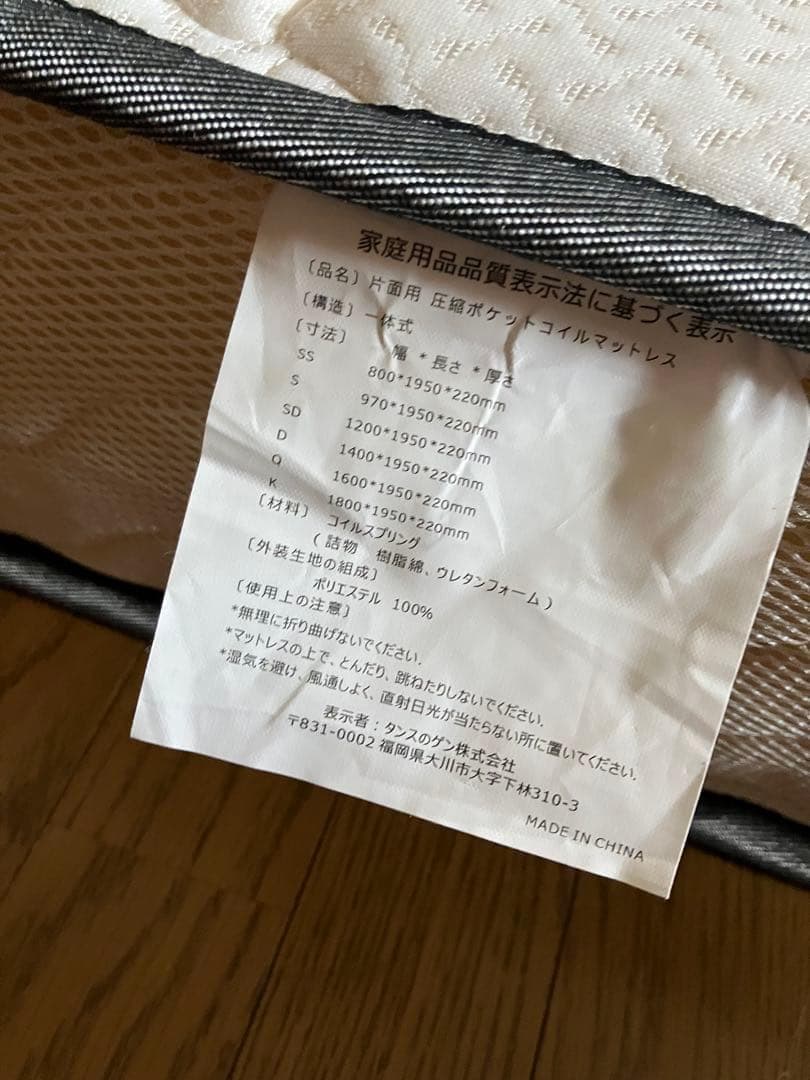 家庭用品品質表示法に基づく表示
〔品名〕片面用 圧縮ポケットコイルマットレス
〔構造〕一体式
〔寸法〕 幅 *長さ *厚さ
SS 800*1950*220mm
S 970*1950*220mm
SD 1200*1950*220mm
D 1400*1950*220mm
Q 1600*1950*220mm
K 1800*1950*220mm
〔材料〕 コイルスプリング
( 詰物 樹脂綿、ウレタンフォーム )
〔外装生地の組成〕
ポリエステル 100%
〔使用上の注意〕
*無理に折り曲げないでください.
*マットレスの上で、とんだり、跳ねたりしないでください.
*湿気を避け、風通しよく、直射日光が当たらない所に置いてください.
表示者：タンスのゲン株式会社
〒831-0002 福岡県大川市大字下林310-3
MADE IN CHINA